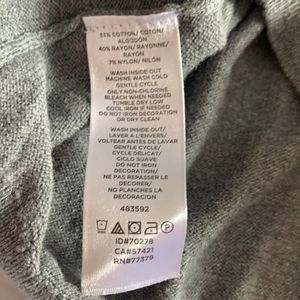 53% COTTON/ COTON/
ALGODÓN
40% RAYON/ RAYONNE/
RAYÓN
7% NYLON/ NILÓN
WASH INSIDE OUT
MACHINE WASH COLD
GENTLE CYCLE
ONLY NON-CHLORINE
BLEACH WHEN NEEDED
TUMBLE DRY LOW
COOL IRON IF NEEDED
DO NOT IRON DECORATION
OR DRY CLEAN
WASH INSIDE OUT/
LAVER A L'ENVERS/
VOLTEAR ANTES DE LAVAR
GENTLE CYCLE/
CYCLE DÉLICAT/
CICLO SUAVE
DO NOT IRON
DECORATION/
NE PAS REPASSER LE
DECOR/
NO PLANCHES LA
DECORACIÓN
483592
ID#70278
CA#57421
RN#77379